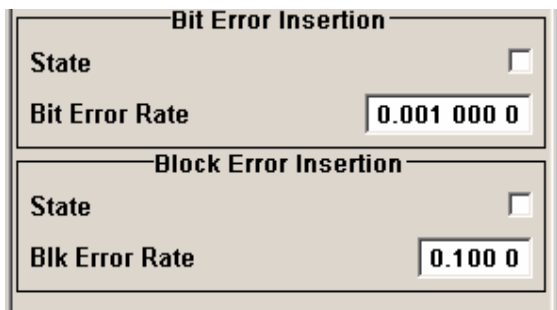 Bit Error Insertion
State
Bit Error Rate 0.001 000 0
Block Error Insertion
State
Blk Error Rate 0.100 0